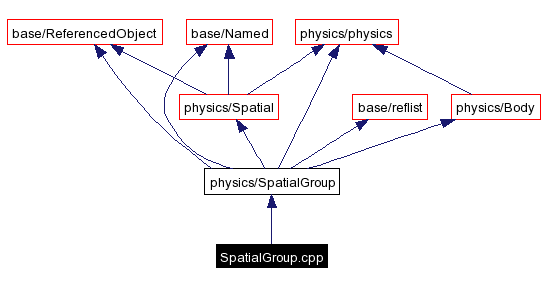 base/ReferencedObject
base/Named
physics/physics
physics/Spatial
base/reflist
physics/Body
physics/SpatialGroup
SpatialGroup.cpp